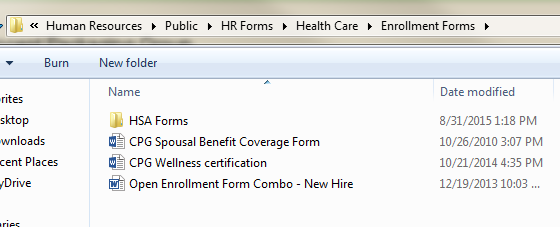 « Human Resources ▸ Public ▸ HR Forms ▸ Health Care ▸ Enrollment Forms ▸
Burn New folder
Name Date modified
HSA Forms 8/31/2015 1:18 PM
CPG Spousal Benefit Coverage Form 10/26/2010 3:07 PM
CPG Wellness certification 10/21/2014 4:35 PM
Open Enrollment Form Combo - New Hire 12/19/2013 10:03 ...
orites
sktop
ownloads
cent Places
yDrive
aries